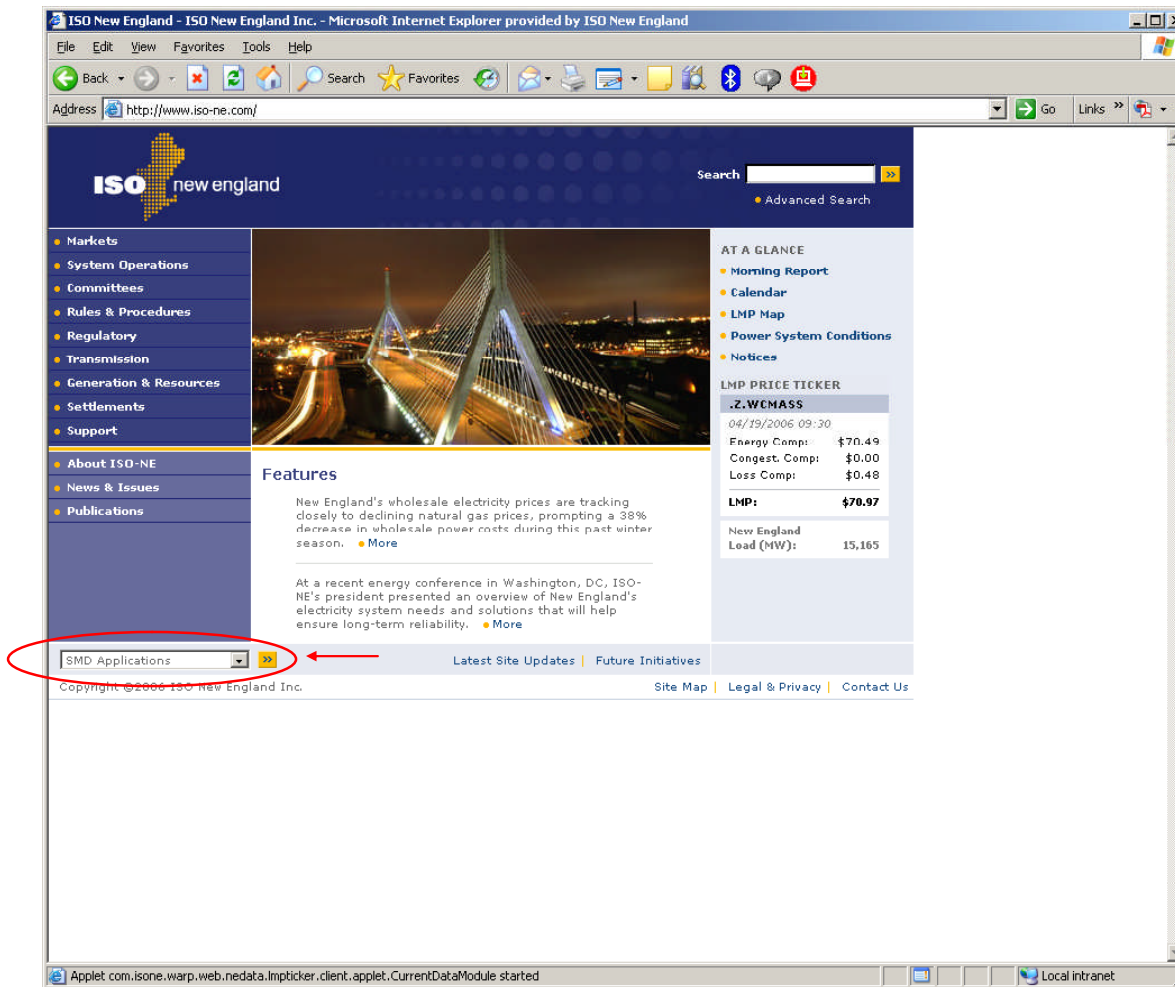 ISO New England - ISO New England Inc. - Microsoft Internet Explorer provided by ISO New England
File Edit View Favorites Tools Help
Back Search Favorites
Address http://www.iso-ne.com/ Go Links »
ISO new england
Search »
Advanced Search
Markets
System Operations
Committees
Rules & Procedures
Regulatory
Transmission
Generation & Resources
Settlements
Support
About ISO-NE
News & Issues
Publications
Features
New England's wholesale electricity prices are tracking
closely to declining natural gas prices, prompting a 38%
decrease in wholesale power costs during this past winter
season. More
At a recent energy conference in Washington, DC, ISO-
NE's president presented an overview of New England's
electricity system needs and solutions that will help
ensure long-term reliability. More
AT A GLANCE
Morning Report
Calendar
LMP Map
Power System Conditions
Notices
LMP PRICE TICKER
.Z.WCMASS
04/19/2006 09:30
Energy Comp: $70.49
Congest. Comp: $0.00
Loss Comp: $0.48
LMP: $70.97
New England
Load (MW): 15,165
SMD Applications »
Latest Site Updates | Future Initiatives
Copyright ©2006 ISO New England Inc.
Site Map | Legal & Privacy | Contact Us
Applet com.isone.warp.web.nedata.lmpticker.client.applet.CurrentDataModule started
Local intranet